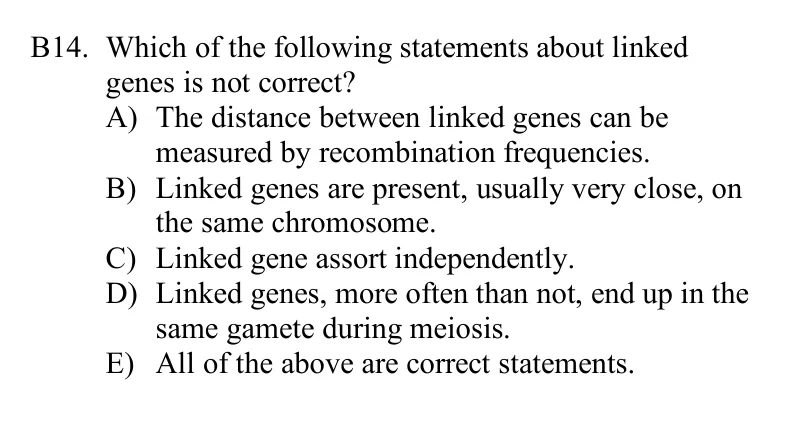 B14. Which of the following statements about linked
genes is not correct?
A) The distance between linked genes can be
measured by recombination frequencies.
B) Linked genes are present, usually very close, on
the same chromosome.
C) Linked gene assort independently.
D) Linked genes, more often than not, end up in the
same gamete during meiosis.
E) All of the above are correct statements.